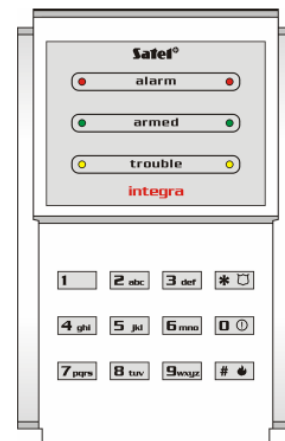 Satel
alarm
armed
trouble
integra
1 2 abc 3 def *
4 ghi 5 jkl 6 mno 0
7 pqrs 8 tuv 9 wxyz #